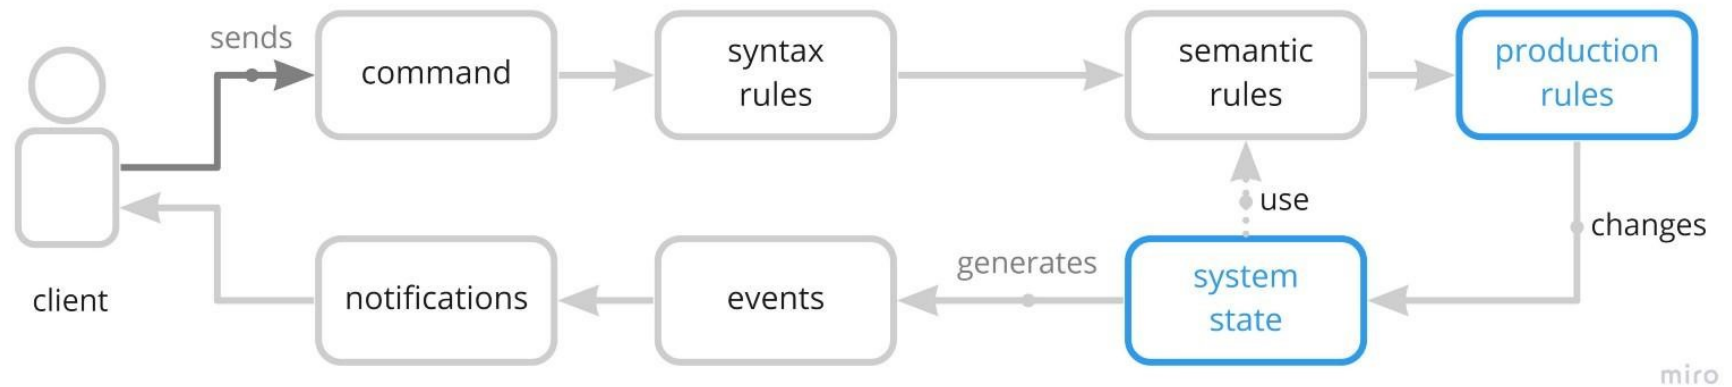 sends
command
syntax
rules
semantic
rules
production
rules
use
changes
client
notifications
events
generates
system
state
miro